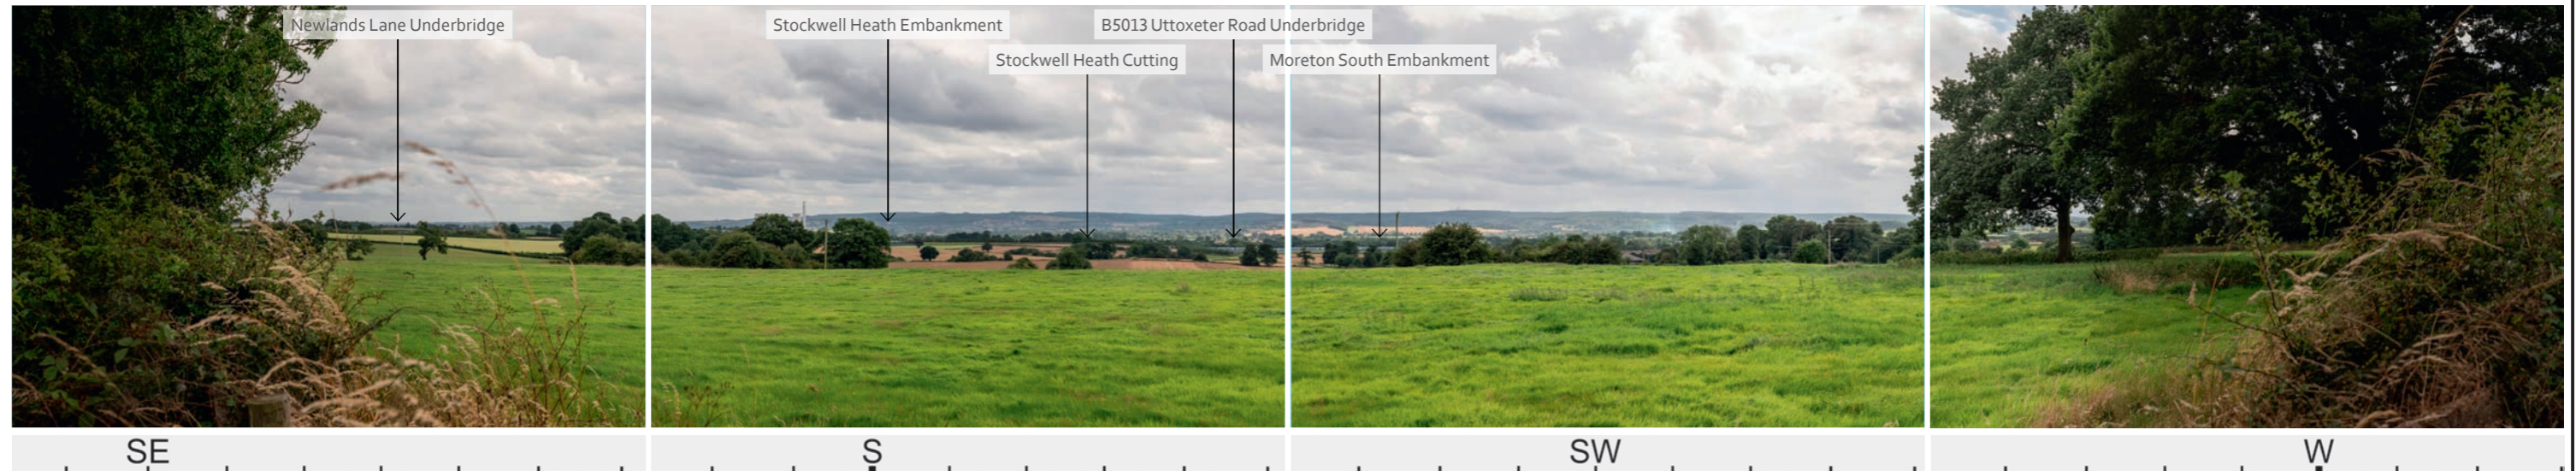 Newlands Lane Underbridge
Stockwell Heath Embankment
B5013 Uttoxeter Road Underbridge
Stockwell Heath Cutting
Moreton South Embankment
SE
S
SW
W